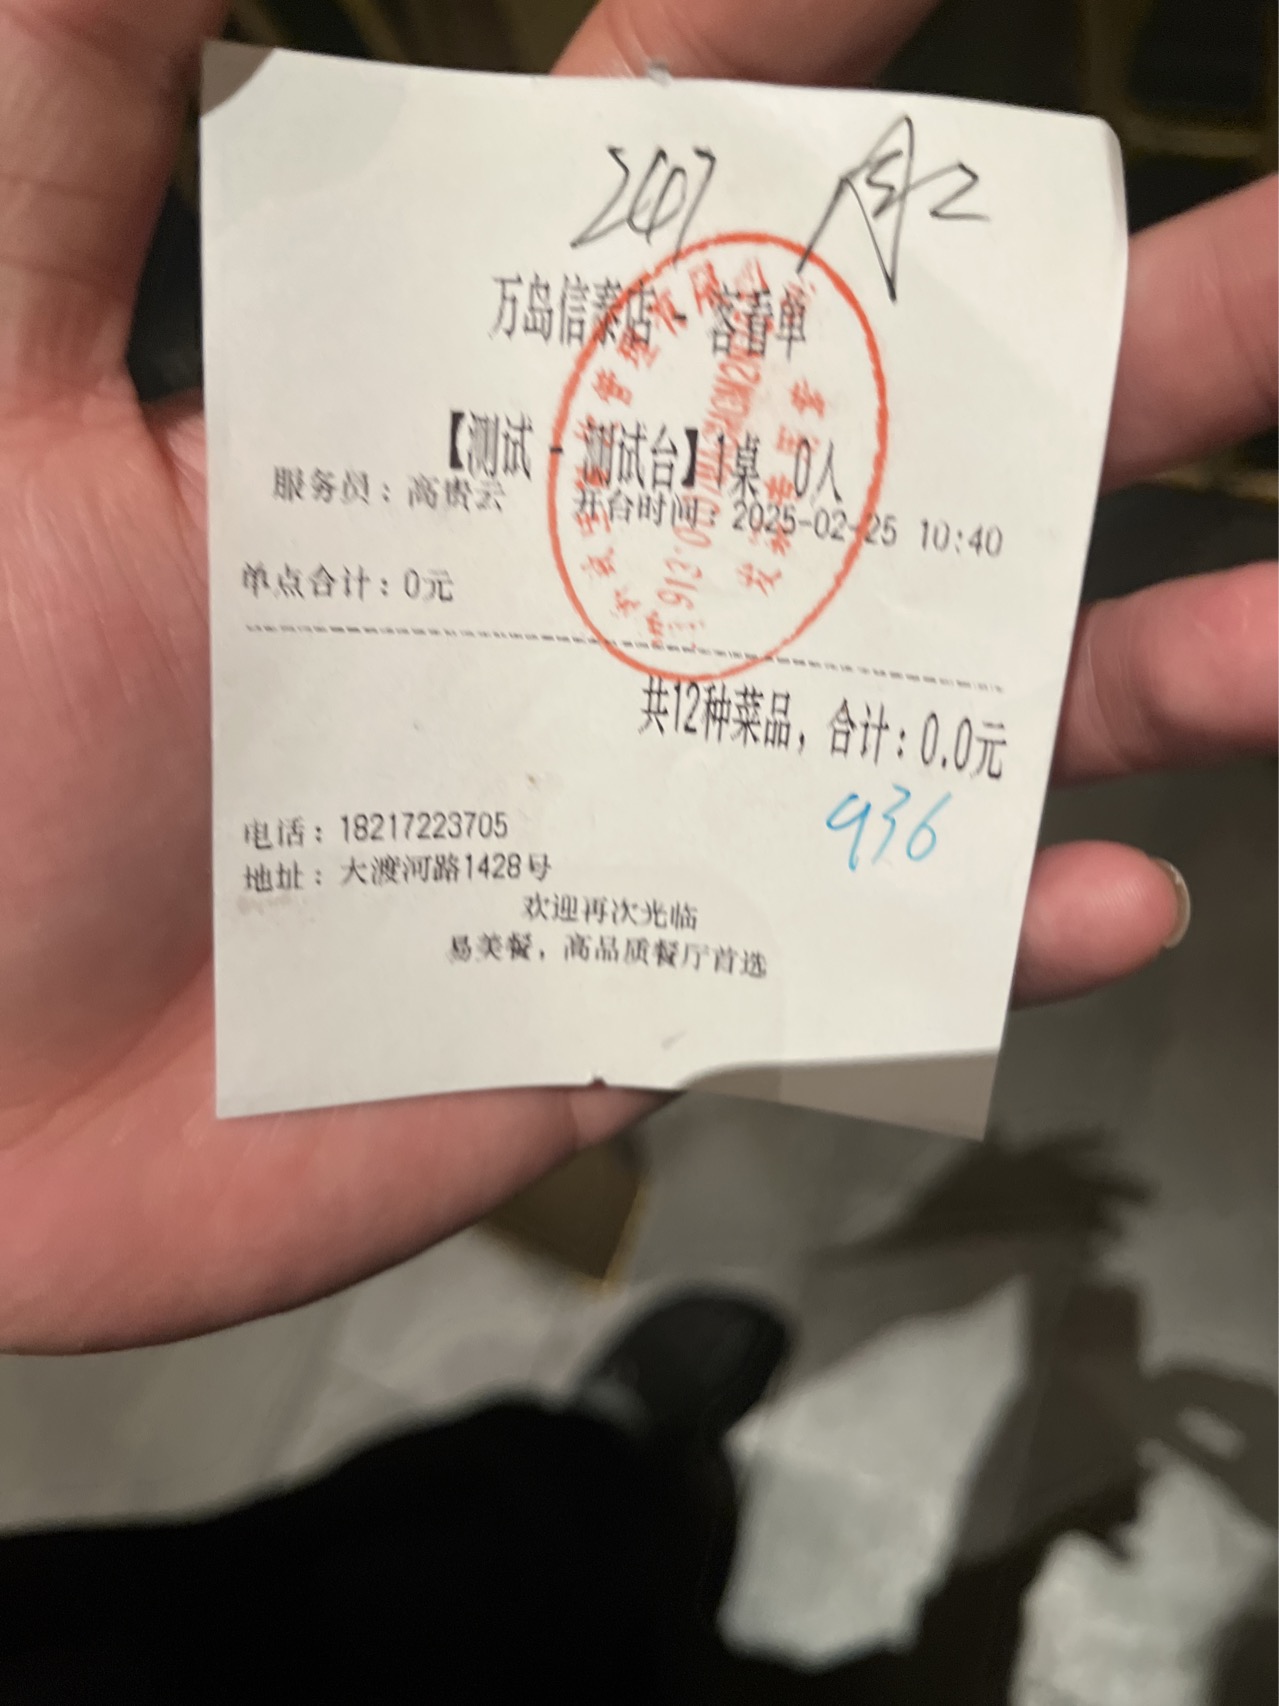 万岛信泰店 - 客看单
【测试 - 测试台】1桌 0人
服务员：高贵云 开台时间 2025-02-25 10:40
单点合计：0元
共12种菜品，合计：0.0元
936
电话：18217223705
地址：大渡河路1428号
欢迎再次光临
易美餐，高品质餐厅首选